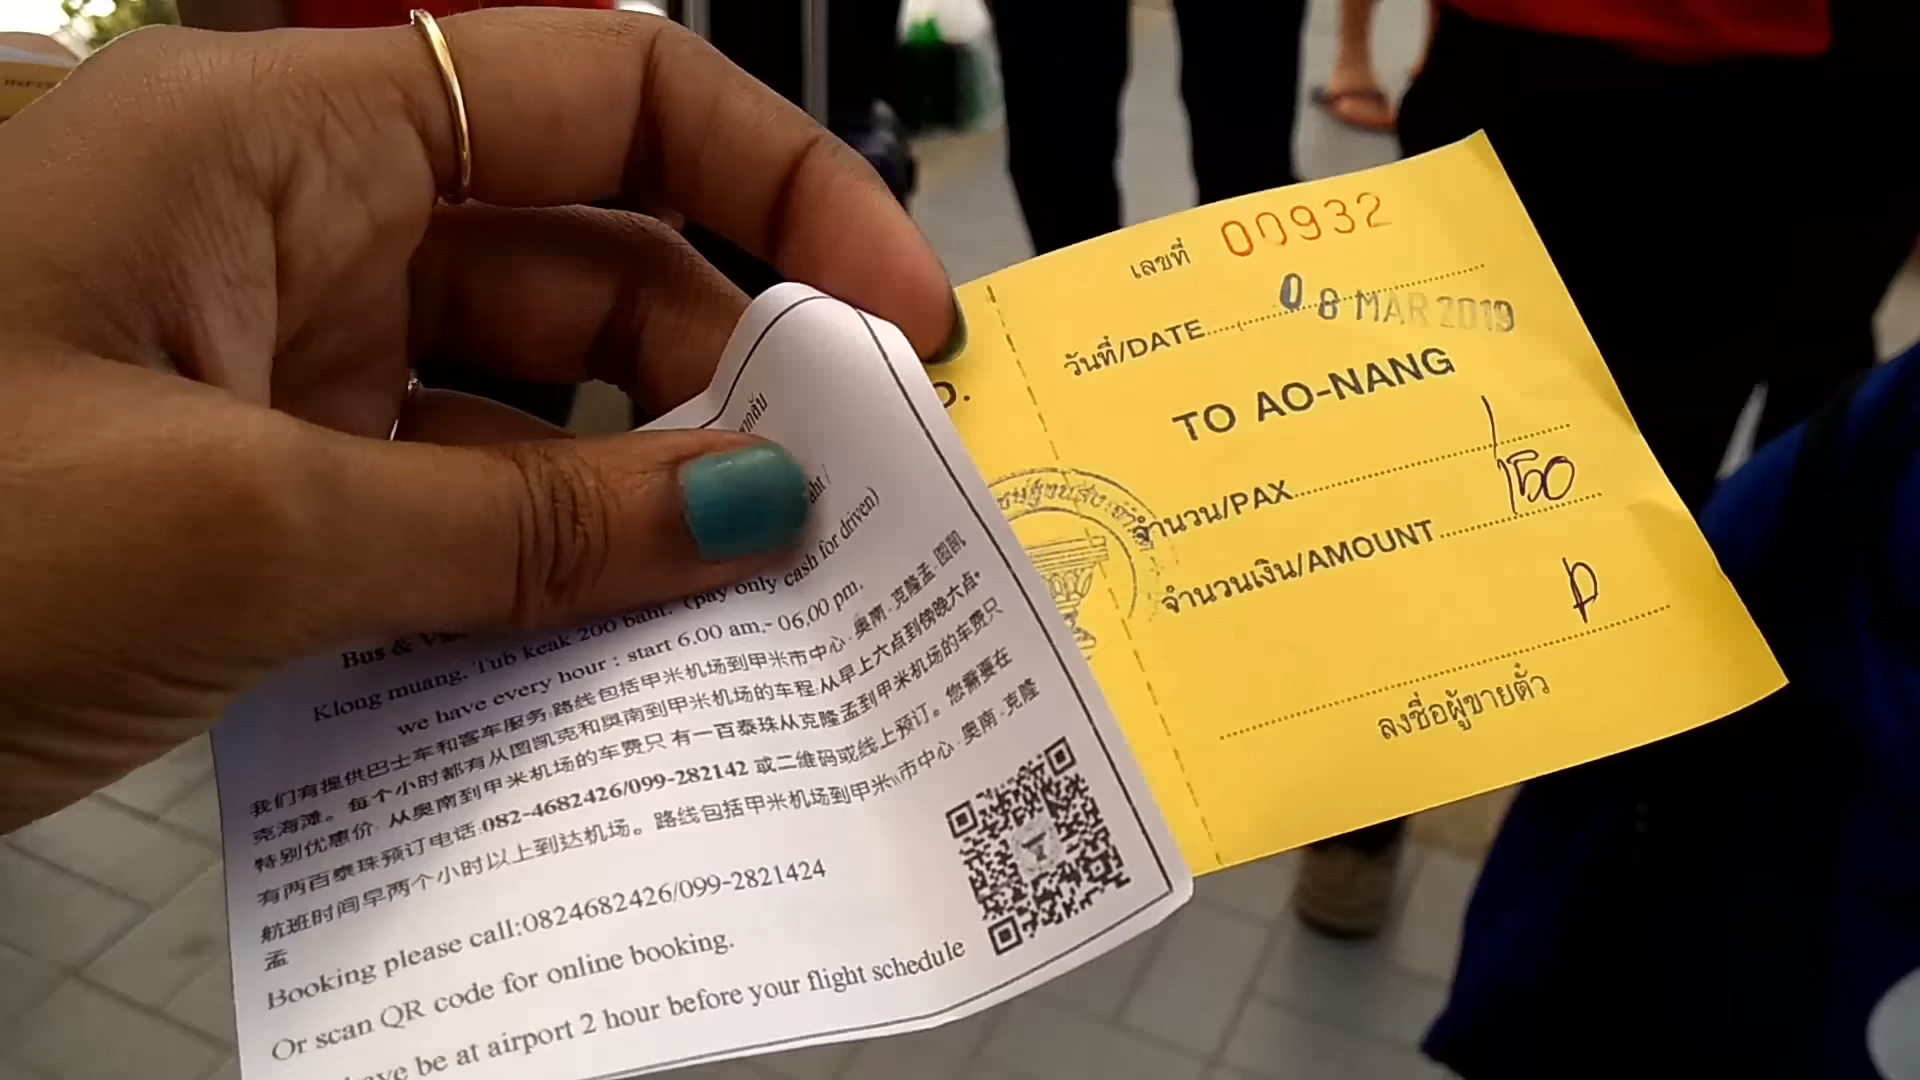 เลขที่ 00932
วันที่/DATE 08 MAR 2019
TO AO-NANG
จำนวน/PAX 1
จำนวนเงิน/AMOUNT 150
ลงชื่อผู้ขายตั๋ว
O.
aht /
Bus &
Klong muang. Tub keak 200 baht. (pay only cash for driven)
we have every hour : start 6.00 am.- 06.00 pm.
我们有提供巴士车和客车服务.路线包括甲米机场到甲米市中心.奥南.克隆孟.图凯
克海滩。每个小时都有从图凯克和奥南到甲米机场的车程.从早上六点到傍晚六点.
特别优惠价. 从奥南到甲米机场的车费只 有一百泰珠从克隆孟到甲米机场的车费只
有两百泰珠预订电话:082-4682426/099-282142 或二维码或线上预订。您需要在
航班时间早两个小时以上到达机场。路线包括甲米机场到甲米\\市中心.奥南.克隆
孟
Booking please call:0824682426/099-2821424
Or scan QR code for online booking.
be at airport 2 hour before your flight schedule